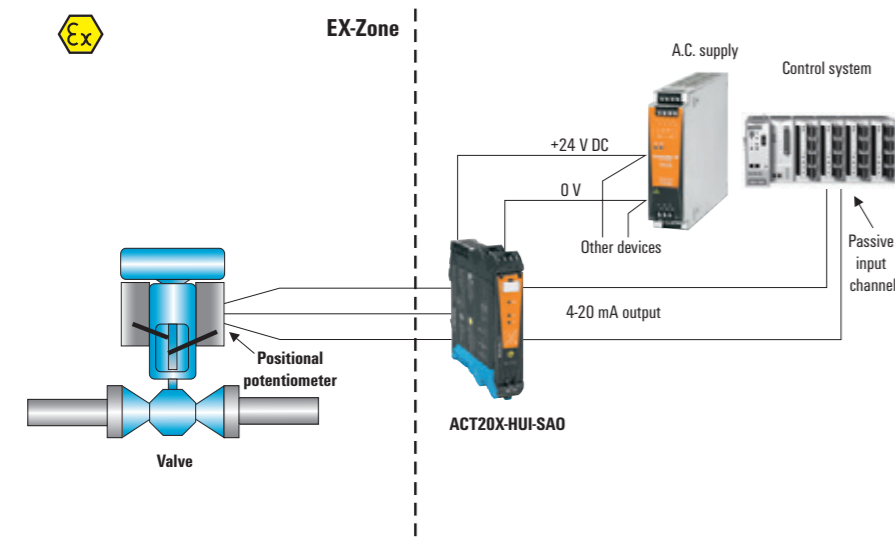 Ex
EX-Zone
A.C. supply
Control system
+24 V DC
0 V
Other devices
Passive
input
channel
4-20 mA output
Positional
potentiometer
ACT20X-HUI-SAO
Valve